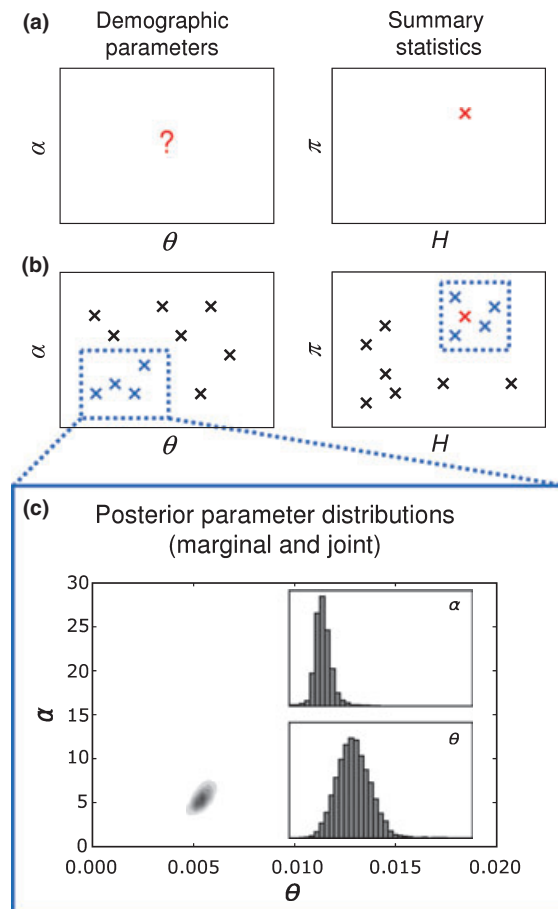 (a)
Demographic
parameters
Summary
statistics
α
?
θ
π
H
(b)
α
θ
π
H
(c)
Posterior parameter distributions
(marginal and joint)
30
25
20
15
10
5
0
α
0.000
0.005
0.010
0.015
0.020
θ
α
θ